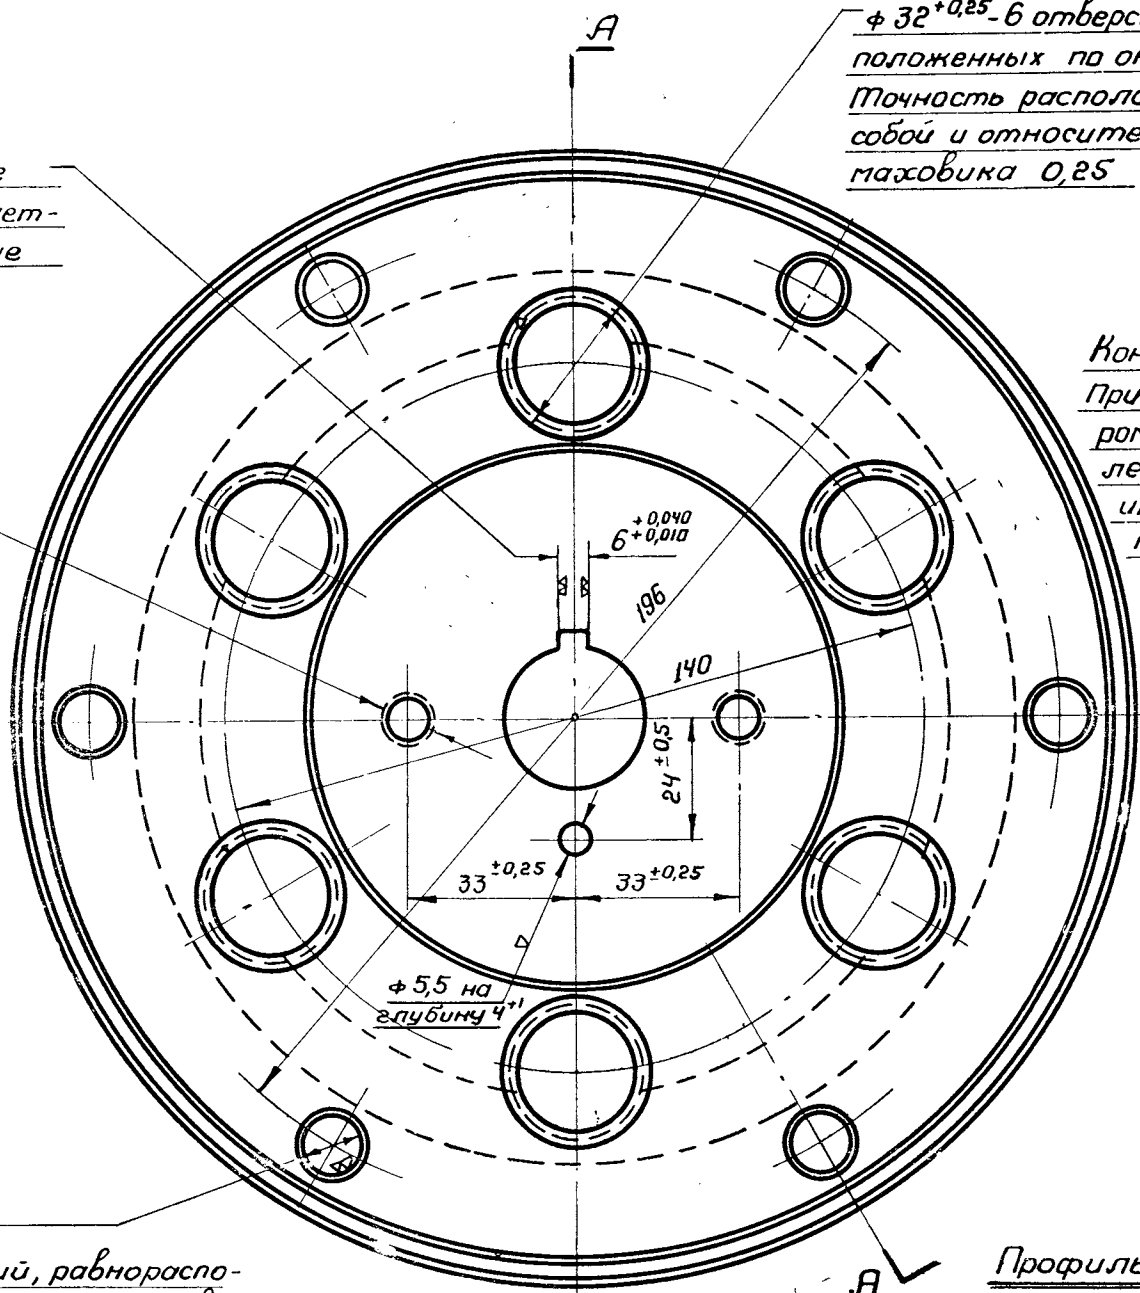 А
ф 32 +0,25 - 6 отверс
положенных по ок
Точность располо
собой и относите
маховика 0,25
е
ет-
ие
Кон
При
рог
ле
и
6 +0,040 +0,010
196
140
24 ±0,5
33 ±0,25
33 ±0,25
ф 5,5 на
глубину 4 +1
ий, равнораспо-
А
Профиль